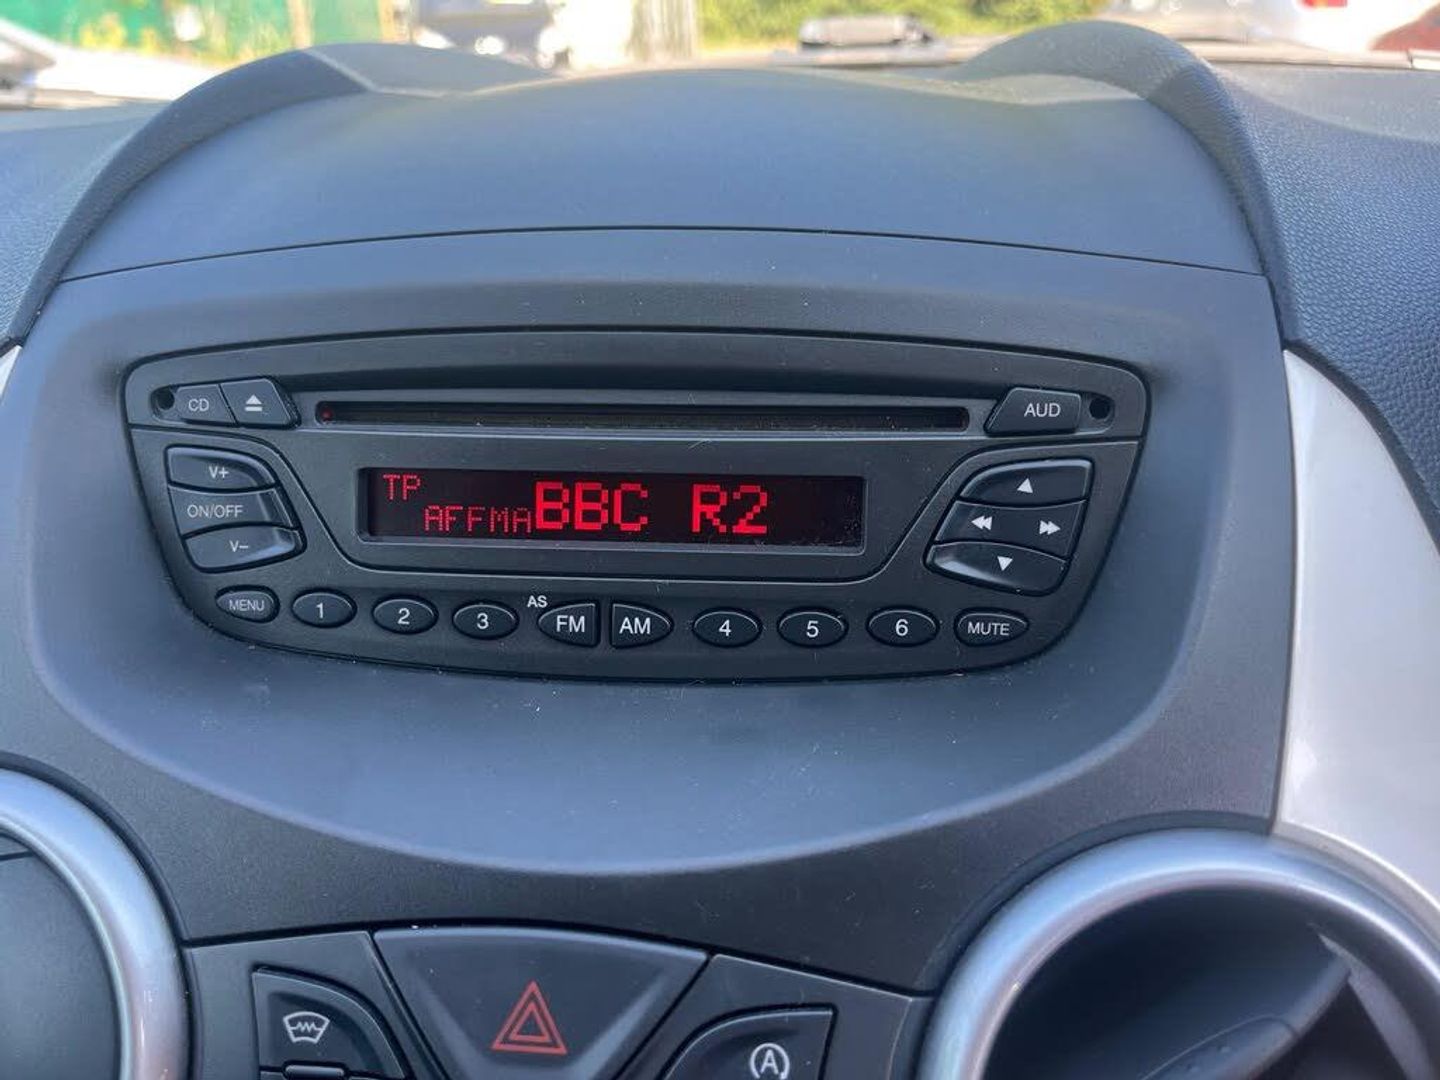 CD
AUD
V+
ON/OFF
V−
TP
AFFMA BBC R2
MENU 1 2 3 AS FM AM 4 5 6 MUTE
A